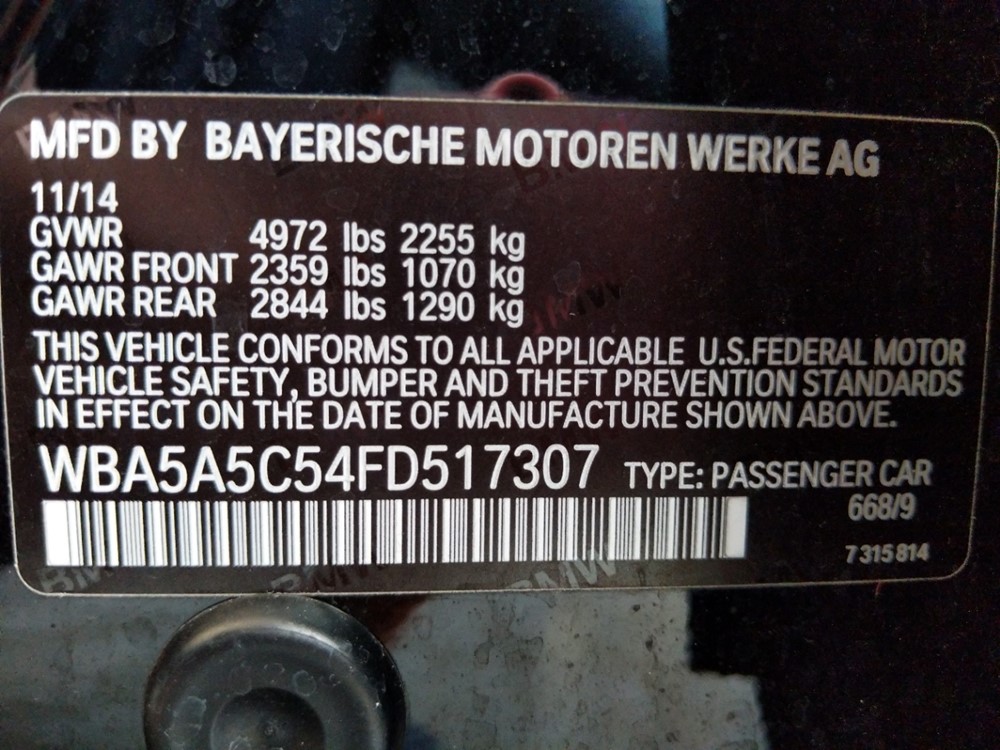 MFD BY BAYERISCHE MOTOREN WERKE AG
11/14
GVWR 4972 lbs 2255 kg
GAWR FRONT 2359 lbs 1070 kg
GAWR REAR 2844 lbs 1290 kg
THIS VEHICLE CONFORMS TO ALL APPLICABLE U.S.FEDERAL MOTOR
VEHICLE SAFETY, BUMPER AND THEFT PREVENTION STANDARDS
IN EFFECT ON THE DATE OF MANUFACTURE SHOWN ABOVE.
WBA5A5C54FD517307 TYPE: PASSENGER CAR
668/9
7 315 814
BMW BMW BMW